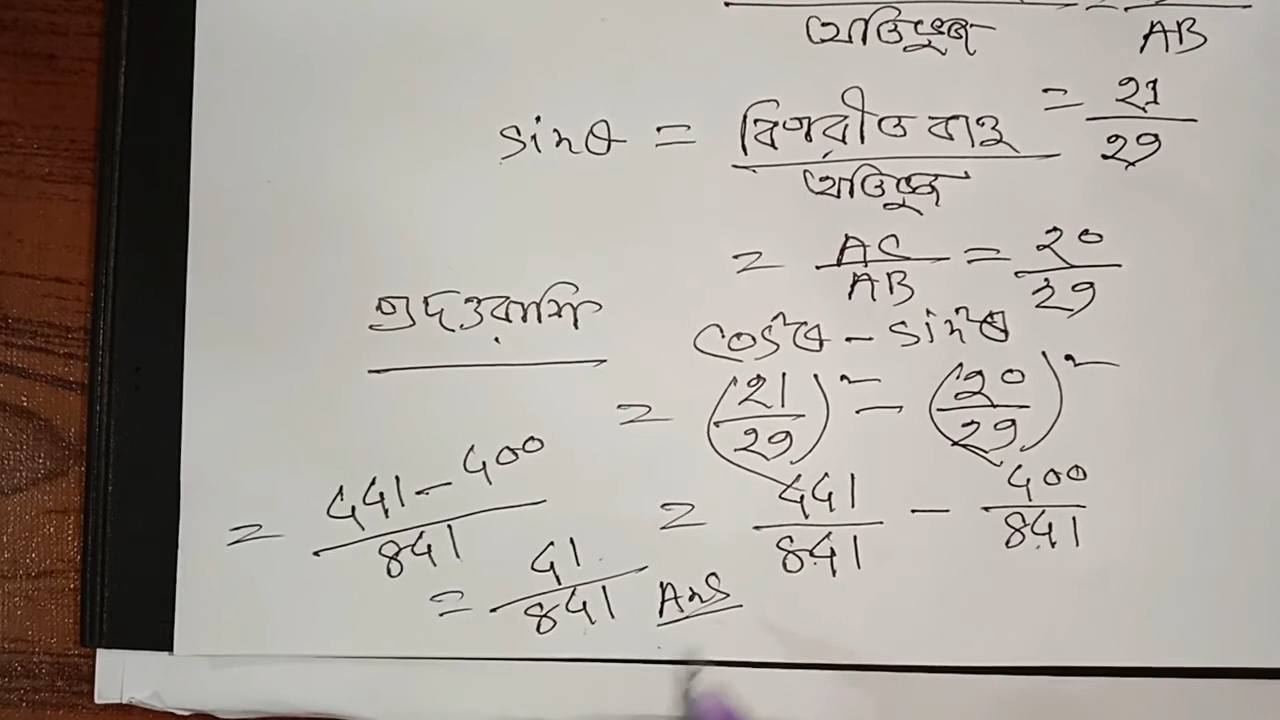 অতিভুজ = AB
sinθ = বিপরীত বাহু / অতিভুজ = 21/29
= AC/AB = 20/29
প্রদত্তরাশি
cos²θ - sin²θ
= (21/29)² - (20/29)²
= 441/841 - 400/841
= 441-400/841
= 41/841 Ans